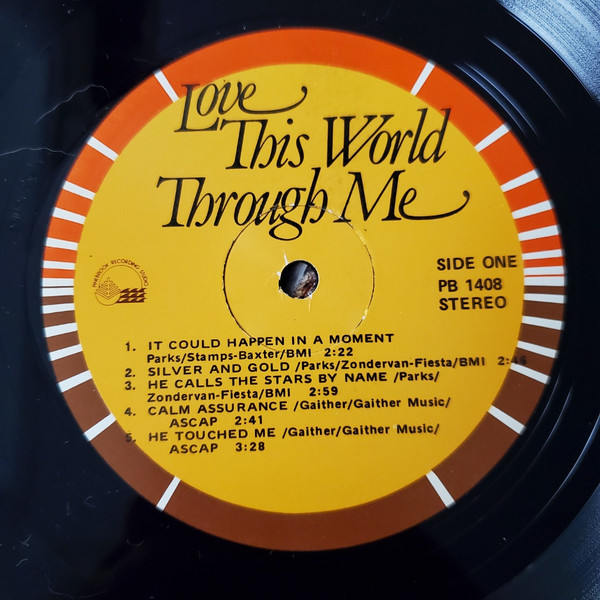 Love
This World
Through Me
PINEBROOK RECORDING STUDIO
SIDE ONE
PB 1408
STEREO
1. IT COULD HAPPEN IN A MOMENT
Parks/Stamps-Baxter/BMI 2:22
2. SILVER AND GOLD /Parks/Zondervan-Fiesta/BMI 2:46
3. HE CALLS THE STARS BY NAME /Parks/
Zondervan-Fiesta/BMI 2:59
4. CALM ASSURANCE /Gaither/Gaither Music/
ASCAP 2:41
5. HE TOUCHED ME /Gaither/Gaither Music/
ASCAP 3:28